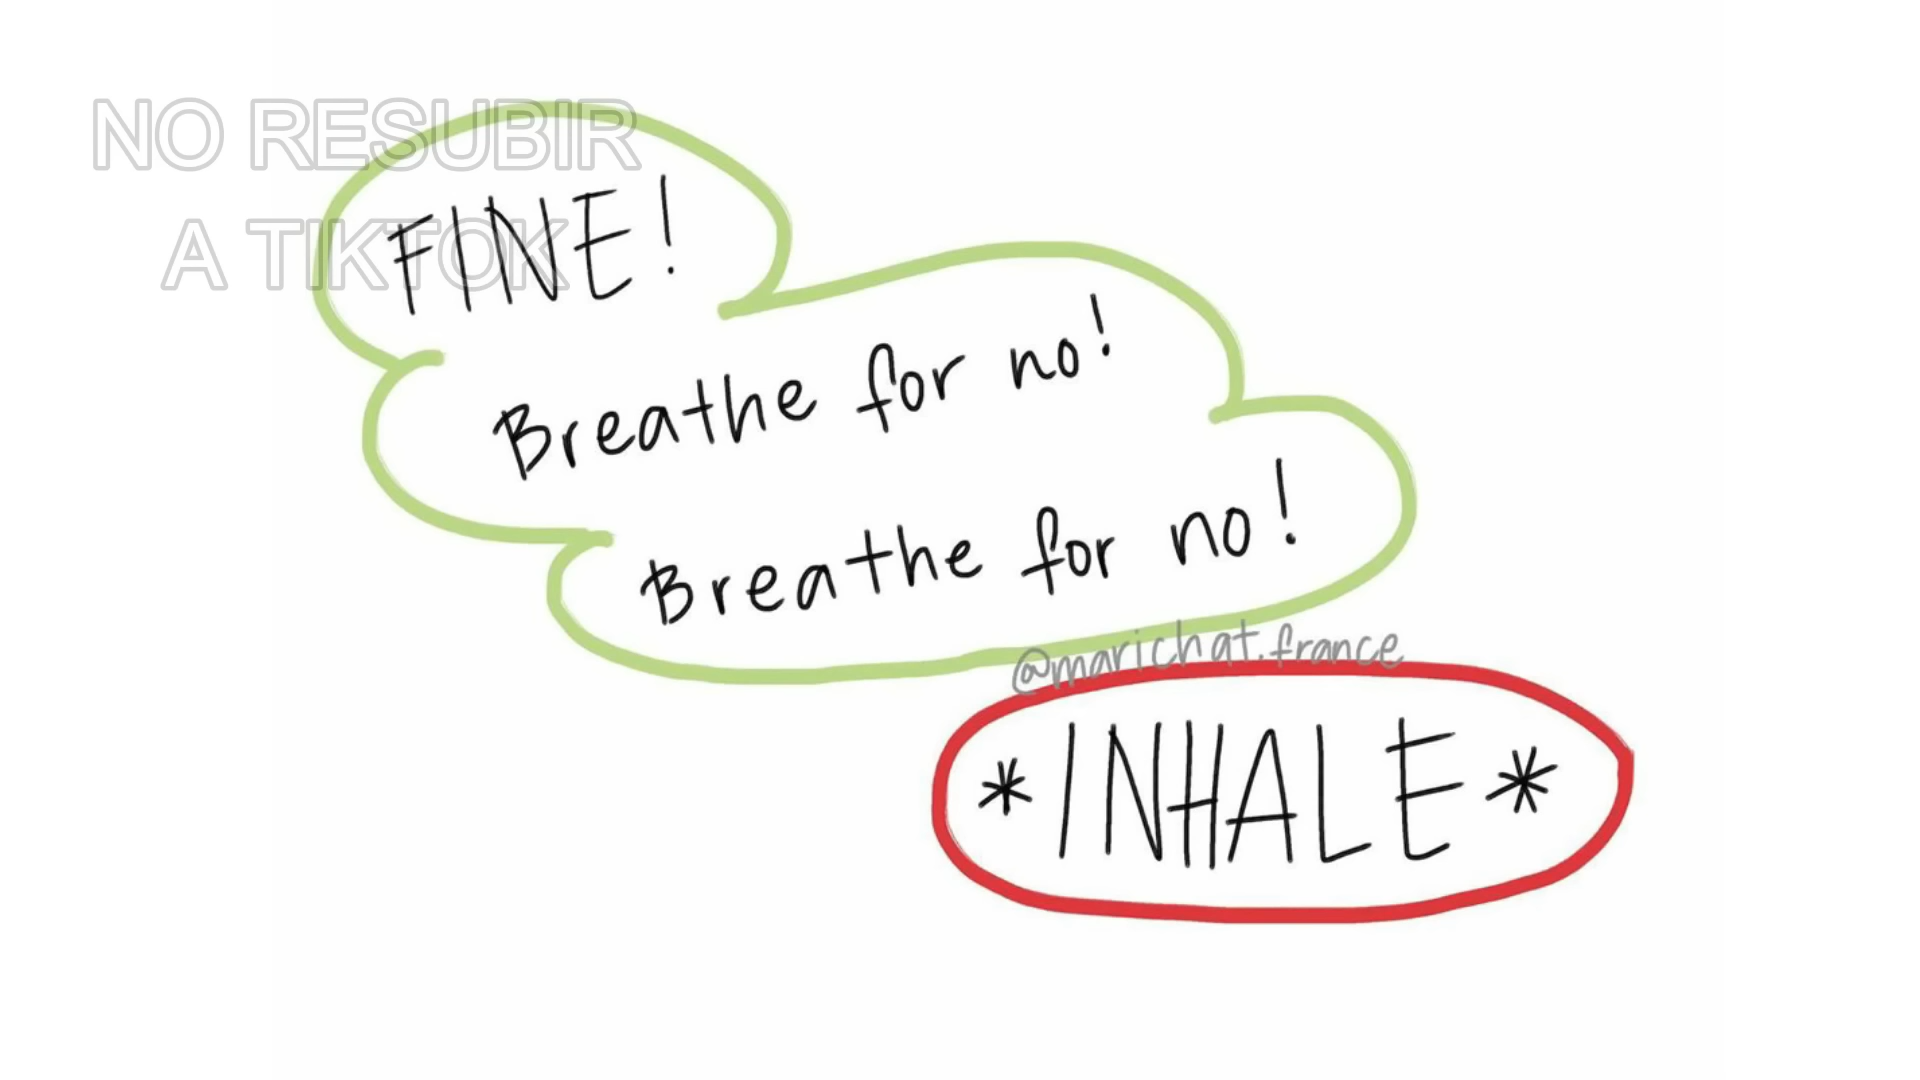 NO RESUBIR
A TIKTOK
FINE!
Breathe for no!
Breathe for no!
@marichat.france
*INHALE*